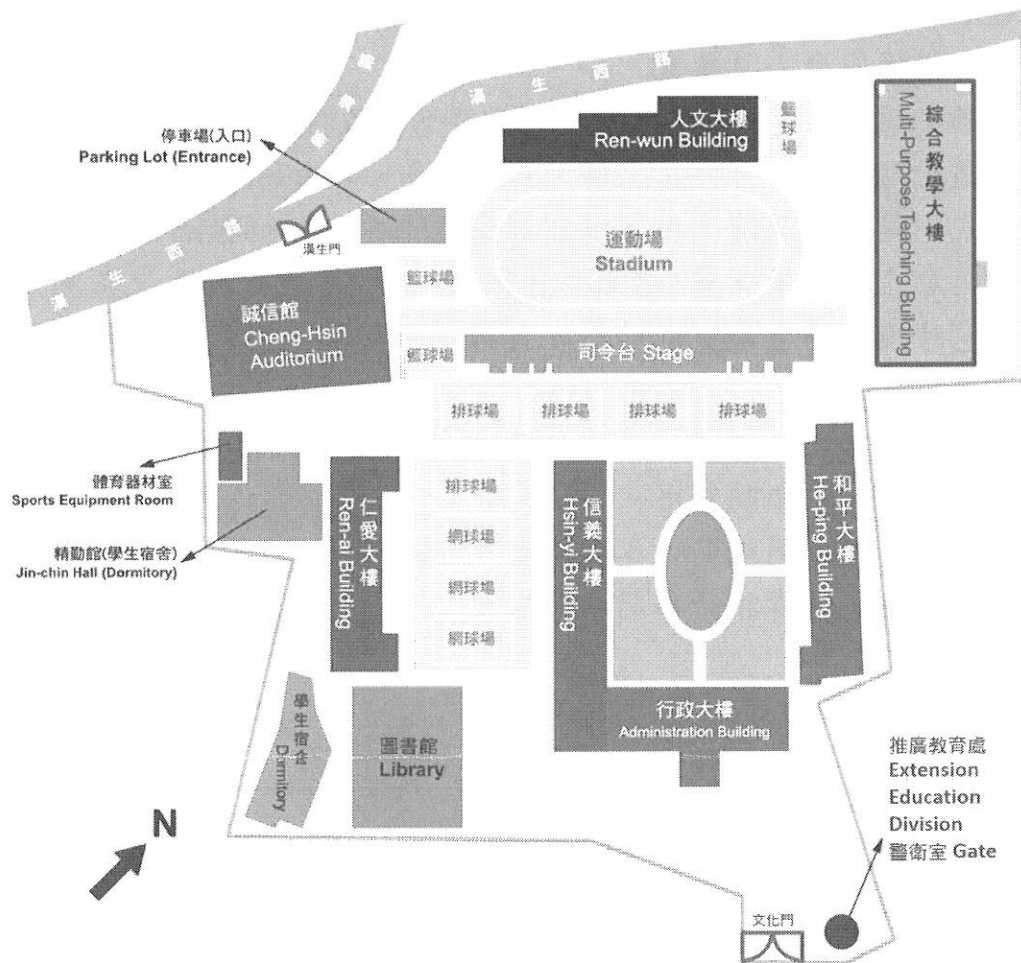 漢生西路
漢生西路
停車場(入口)
Parking Lot (Entrance)
人文大樓
Ren-wun Building
籃球場
綜合教學大樓
Multi-Purpose Teaching Building
漢生門
運動場
Stadium
籃球場
誠信館
Cheng-Hsin
Auditorium
籃球場
司令台 Stage
排球場
排球場
排球場
排球場
體育器材室
Sports Equipment Room
精勤館(學生宿舍)
Jin-chin Hall (Dormitory)
仁愛大樓
Ren-ai Building
排球場
網球場
網球場
網球場
信義大樓
Hsin-yi Building
和平大樓
He-ping Building
學生宿舍
Dormitory
圖書館
Library
行政大樓
Administration Building
推廣教育處
Extension
Education
Division
警衛室 Gate
N
文化門